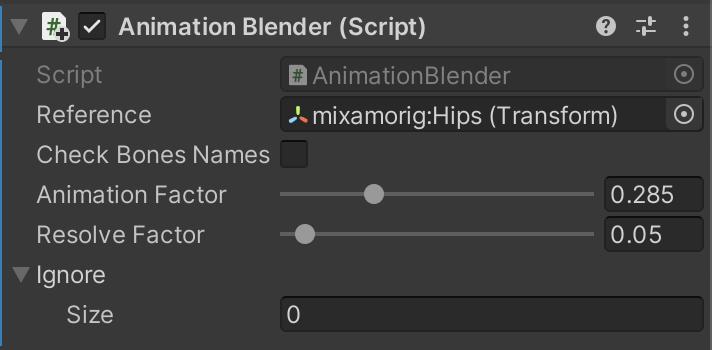 Animation Blender (Script)
Script AnimationBlender
Reference mixamorig:Hips (Transform)
Check Bones Names
Animation Factor 0.285
Resolve Factor 0.05
Ignore
Size 0